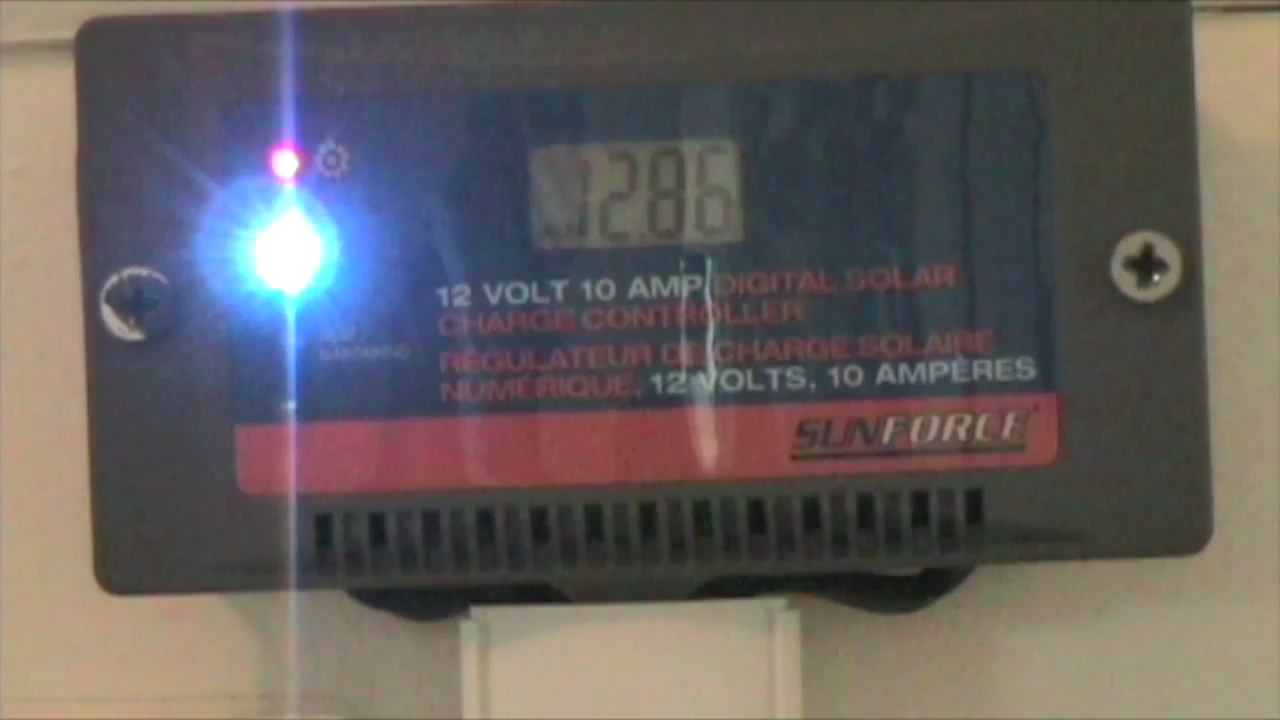 12.86
12 VOLT 10 AMP DIGITAL SOLAR
CHARGE CONTROLLER
RÉGULATEUR DE CHARGE SOLAIRE
NUMÉRIQUE, 12 VOLTS, 10 AMPÈRES
SUNFORCE